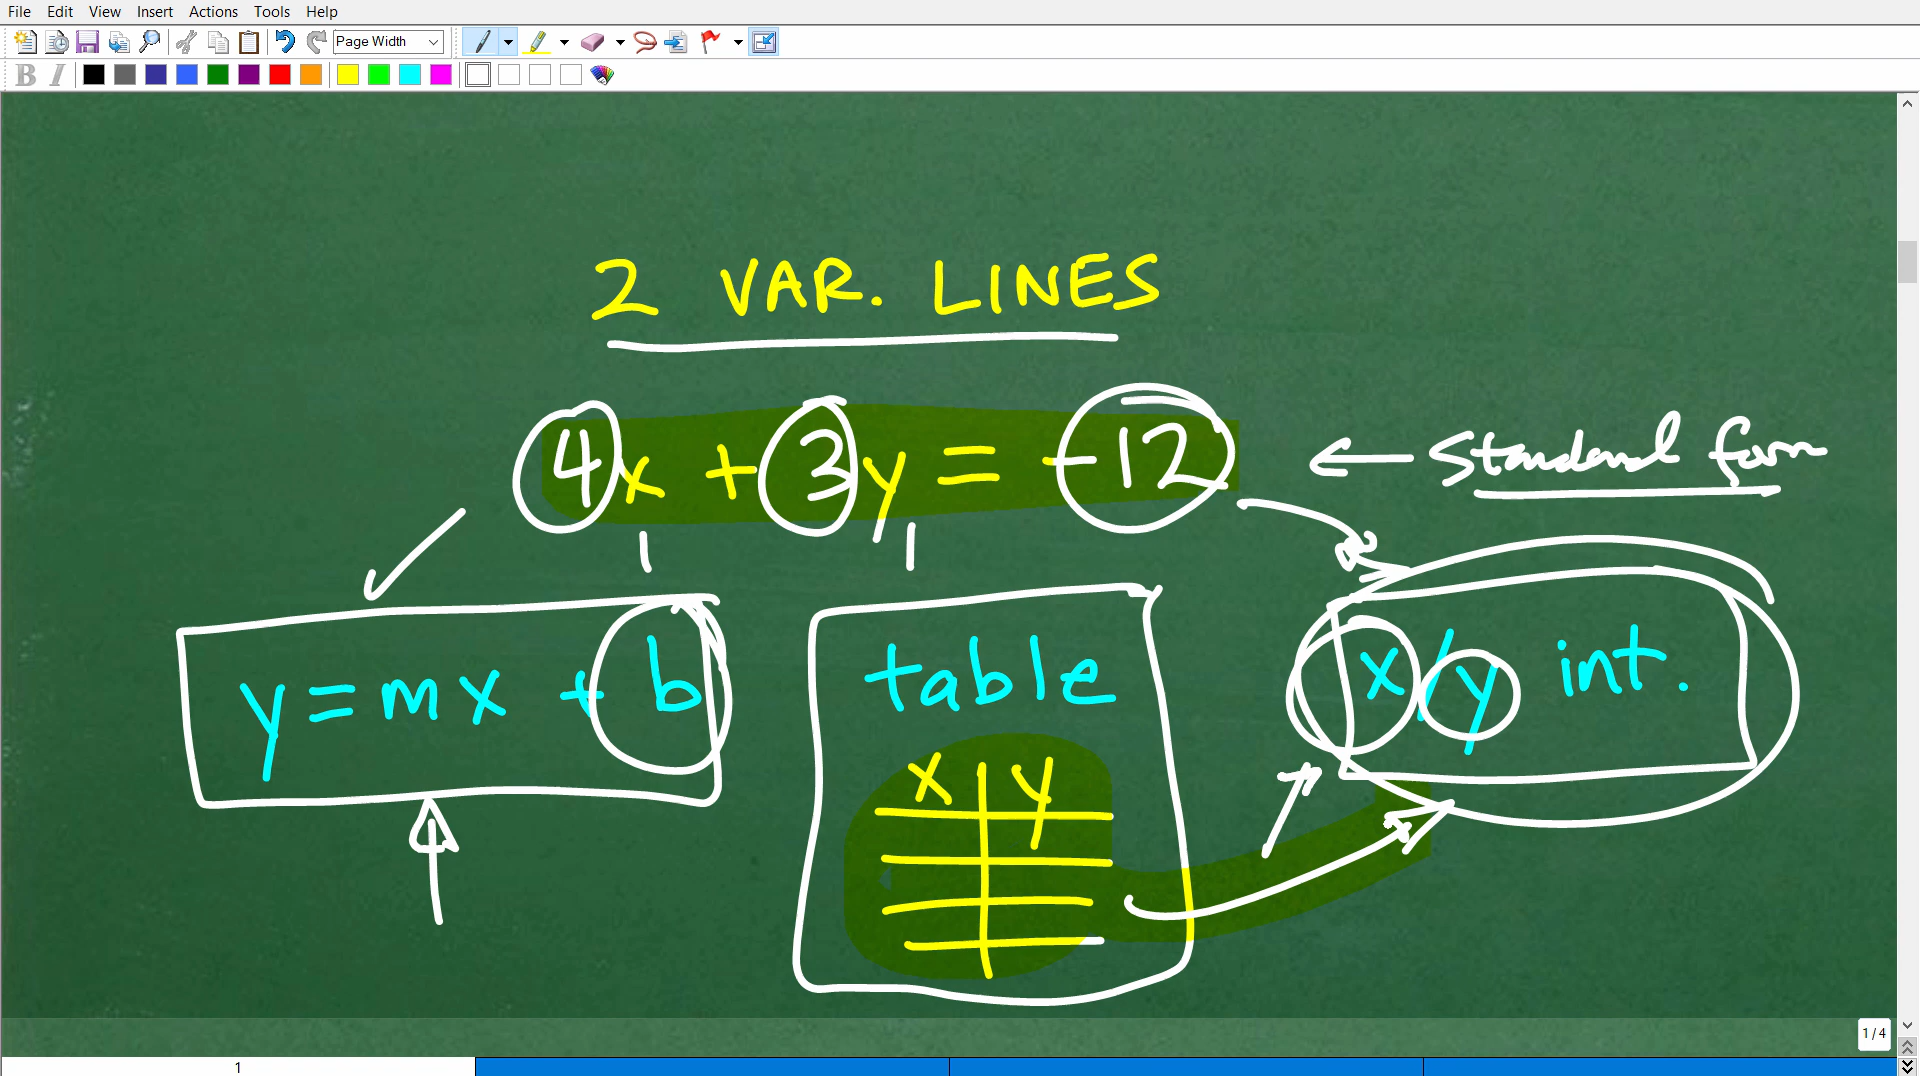 File Edit View Insert Actions Tools Help
Page Width
B I
2 VAR. LINES
4x + 3y = -12 ← Standard form
y = mx + b
table
x y
x/y int.
1 / 4
1